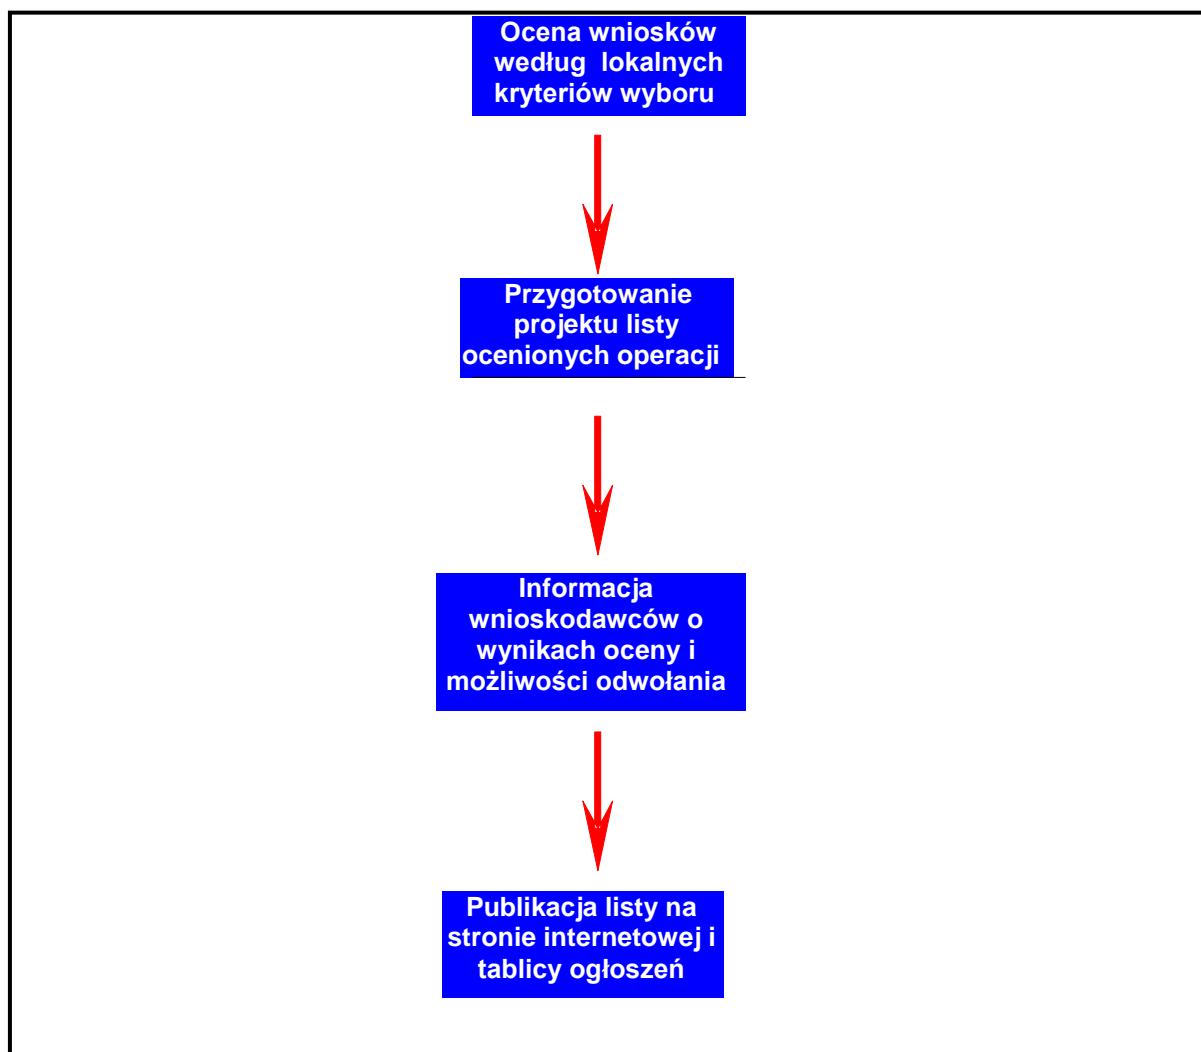 Ocena wniosków
według lokalnych
kryteriów wyboru
Przygotowanie
projektu listy
ocenionych operacji
Informacja
wnioskodawców o
wynikach oceny i
możliwości odwołania
Publikacja listy na
stronie internetowej i
tablicy ogłoszeń